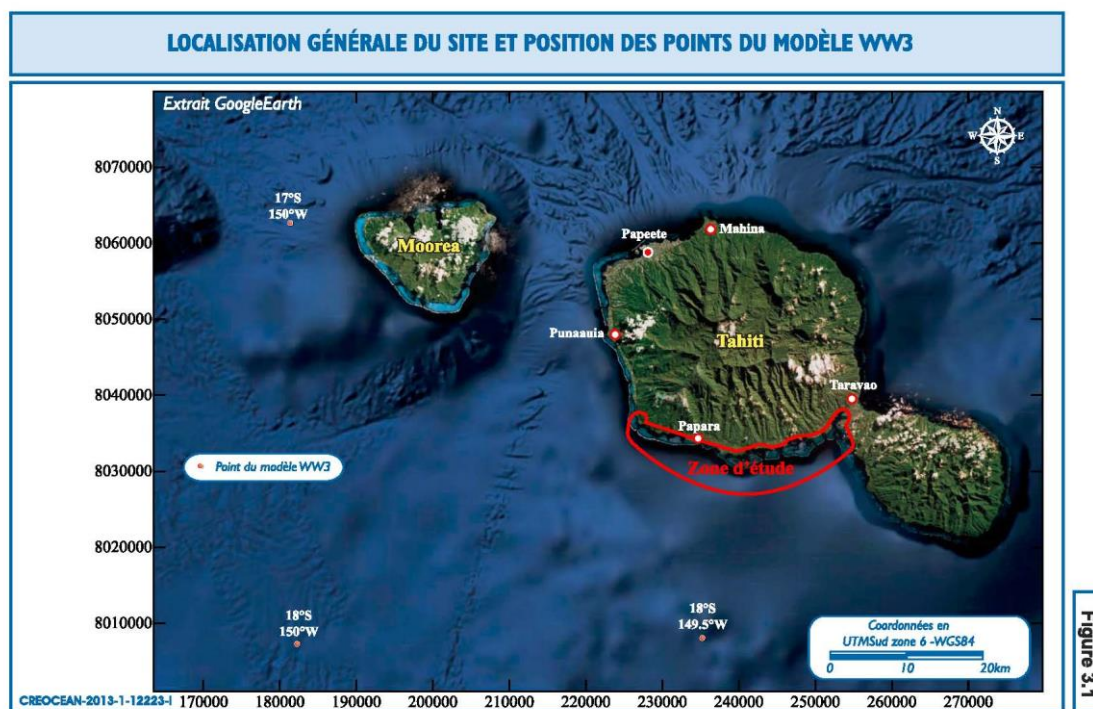 LOCALISATION GÉNÉRALE DU SITE ET POSITION DES POINTS DU MODÈLE WW3
Extrait GoogleEarth
N
W
E
S
8070000
17°S
150°W
8060000
Moorea
Papeete
Mahina
8050000
Punaauia
Tahiti
8040000
Taravao
Papara
8030000
Point du modèle WW3
Zone d'étude
8020000
18°S
150°W
18°S
149.5°W
8010000
Coordonnées en
UTMSud zone 6 -WGS84
0 10 20km
CREOCEAN-2013-1-12223-I
170000 180000 190000 200000 210000 220000 230000 240000 250000 260000 270000
Figure 3.1